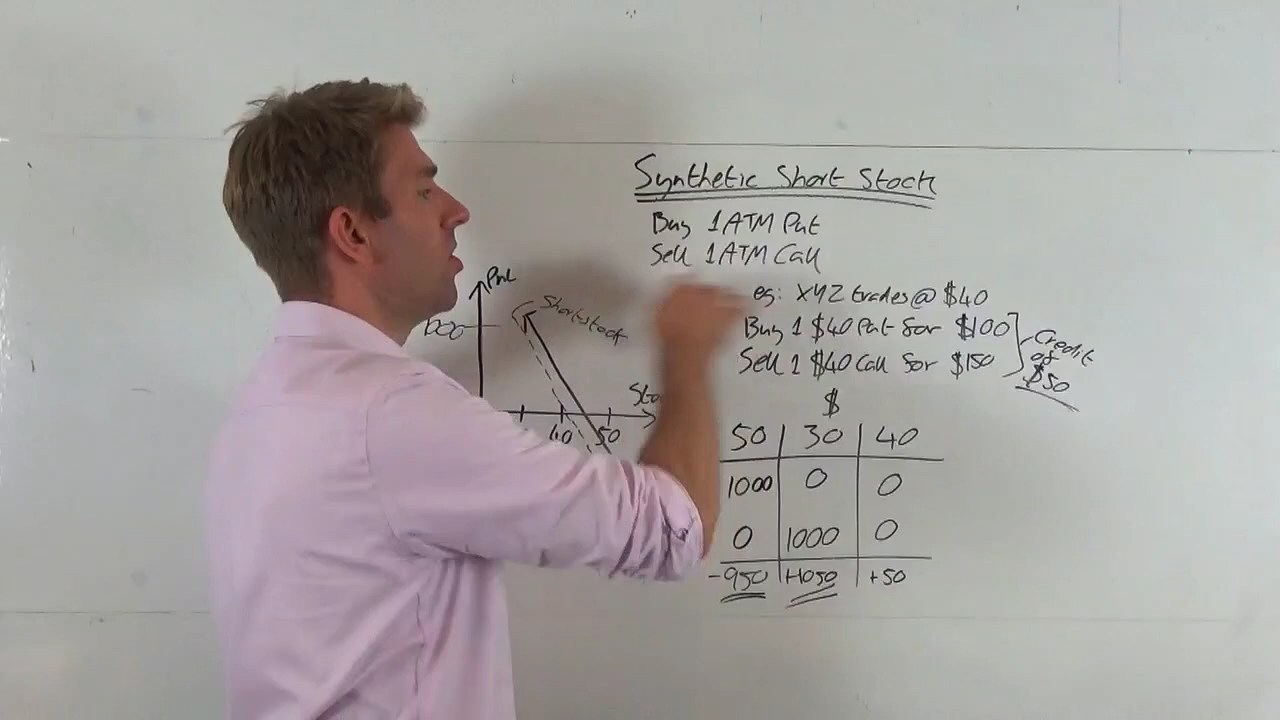 Synthetic Short Stock
Buy 1 ATM Put
Sell 1 ATM Call
eg: XYZ trades @ $40
Buy 1 $40 Put for $100
Sell 1 $40 Call for $150
Credit
of
$50
PnL
1000
Short stock
40
50
$
50 30 40
1000 0 0
0 1000 0
-950 +1050 +50